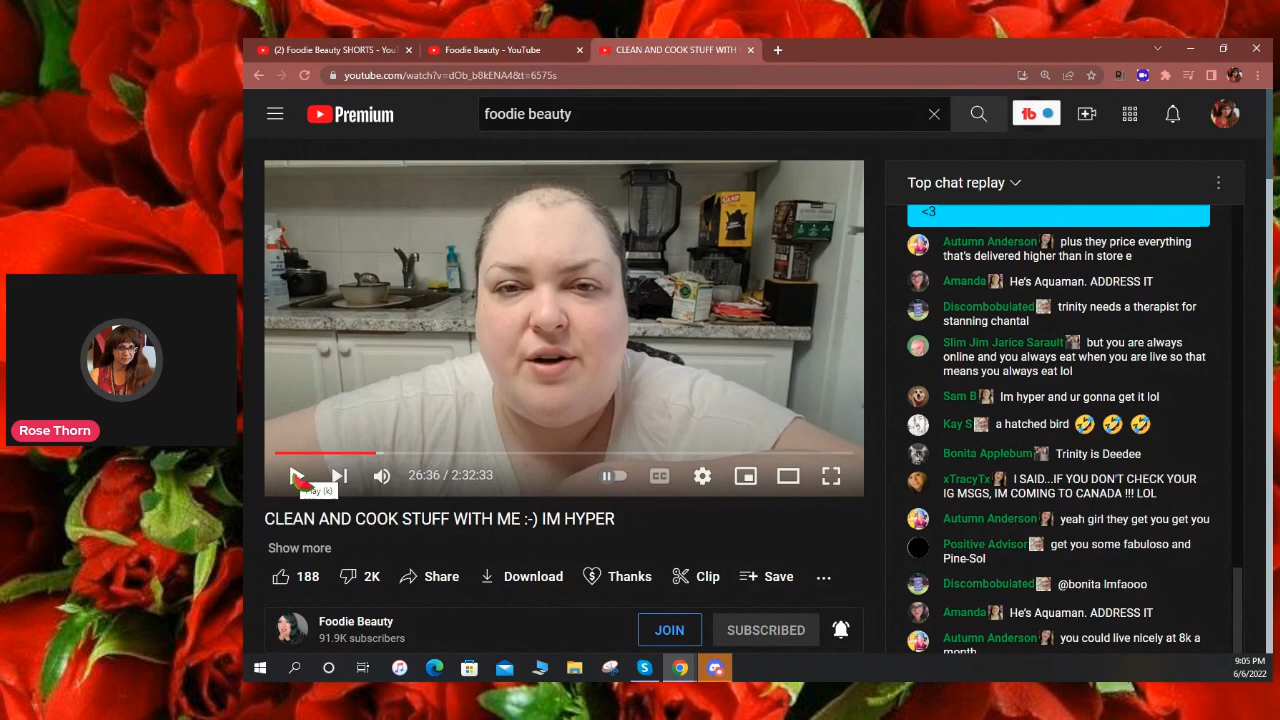 (2) Foodie Beauty SHORTS - You
Foodie Beauty - YouTube
CLEAN AND COOK STUFF WITH
youtube.com/watch?v=dOb_b8kENA4&t=6575s
Premium
foodie beauty
Top chat replay
<3
Autumn Anderson plus they price everything
that's delivered higher than in store e
Amanda He's Aquaman. ADDRESS IT
Discombobulated trinity needs a therapist for
stanning chantal
Slim Jim Jarice Sarault but you are always
online and you always eat when you are live so that
means you always eat lol
Sam B Im hyper and ur gonna get it lol
Kay S a hatched bird 🤣 🤣 🤣
Bonita Applebum Trinity is Deedee
xTracyTx I SAID...IF YOU DON'T CHECK YOUR
IG MSGS, IM COMING TO CANADA !!! LOL
Autumn Anderson yeah girl they get you get you
Positive Advisor get you some fabuloso and
Pine-Sol
Discombobulated @bonita lmfaooo
Amanda He's Aquaman. ADDRESS IT
Autumn Anderson you could live nicely at 8k a
month
GLAD
Rose Thorn
26:36 / 2:32:33
CC
Play (k)
CLEAN AND COOK STUFF WITH ME :-) IM HYPER
Show more
188
2K
Share
Download
Thanks
Clip
Save
Foodie Beauty
91.9K subscribers
JOIN
SUBSCRIBED
9:05 PM
6/6/2022